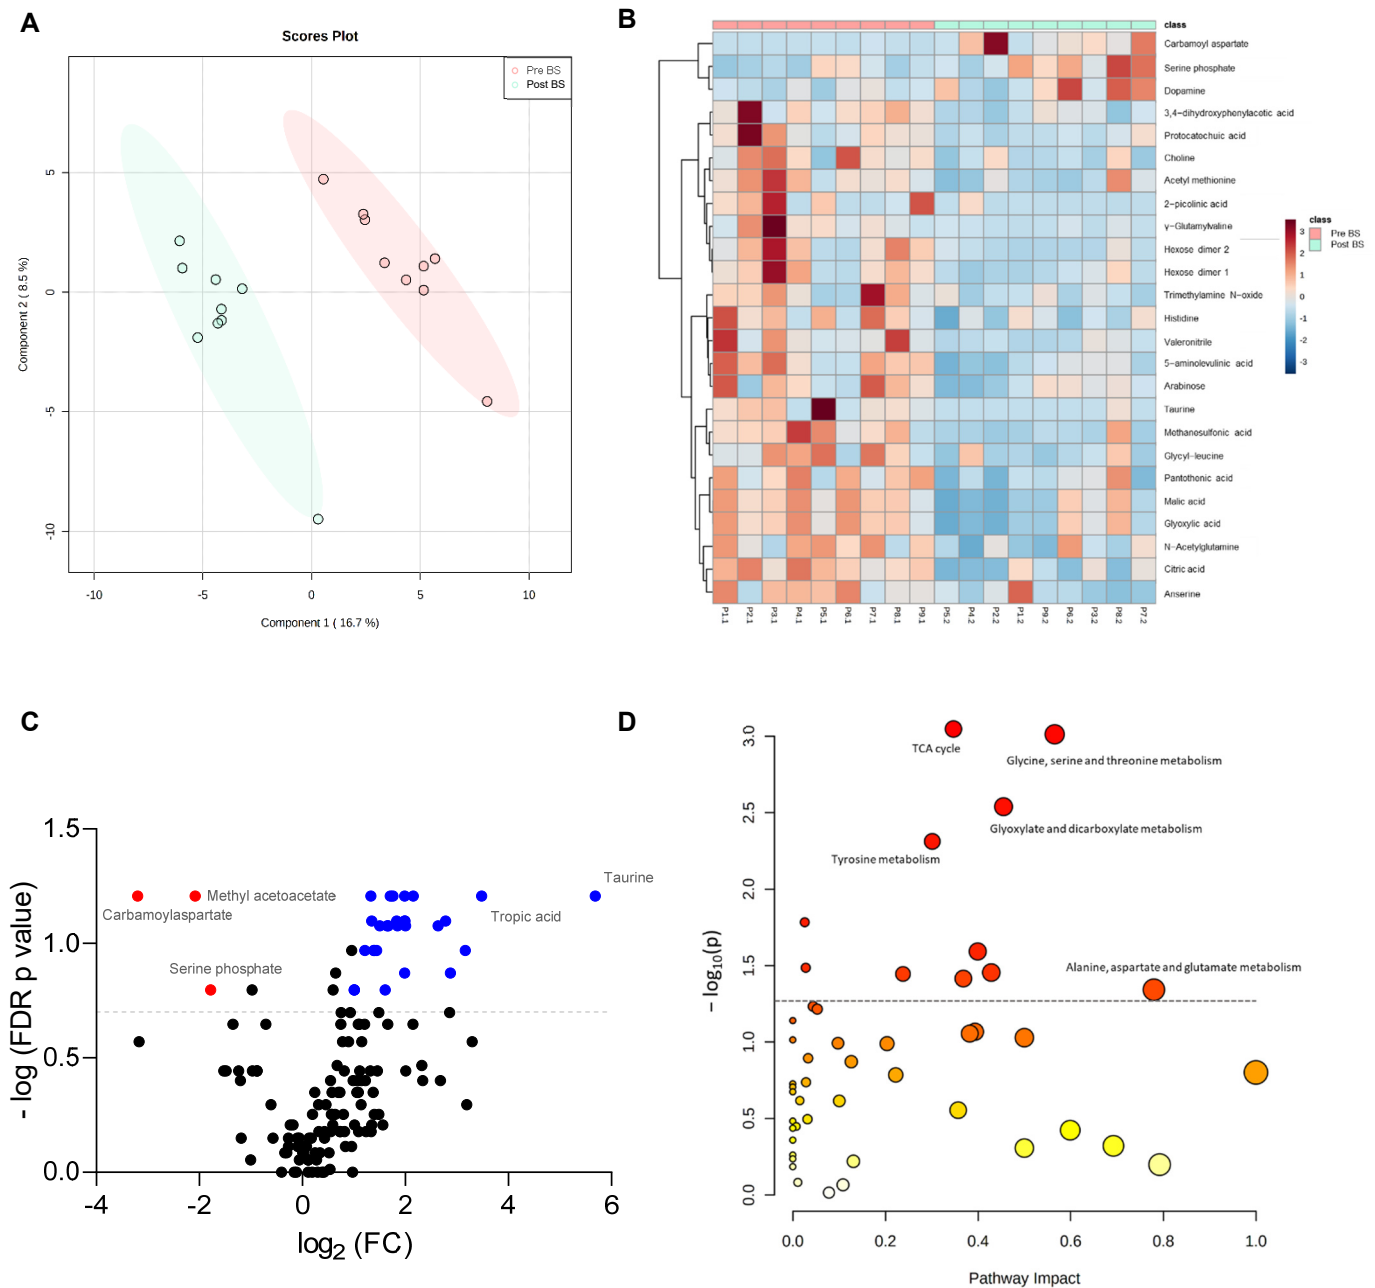 A
Scores Plot
Pre BS
Post BS
Component 2 ( 8.5 %)
5
0
-5
-10
-10
-5
0
5
10
Component 1 ( 16.7 %)
B
class
Carbamoyl aspartate
Serine phosphate
Dopamine
3,4−dihydroxyphenylacetic acid
Protocatechuic acid
Choline
Acetyl methionine
2−picolinic acid
γ−Glutamylvaline
Hexose dimer 2
Hexose dimer 1
Trimethylamine N−oxide
Histidine
Valeronitrile
5−aminolevulinic acid
Arabinose
Taurine
Methanesulfonic acid
Glycyl−leucine
Pantothenic acid
Malic acid
Glyoxylic acid
N−Acetylglutamine
Citric acid
Anserine
P1.1
P2.1
P3.1
P4.1
P5.1
P6.1
P7.1
P8.1
P9.1
P5.2
P4.2
P2.2
P1.2
P9.2
P6.2
P3.2
P8.2
P7.2
3
2
1
0
-1
-2
-3
class
Pre BS
Post BS
C
1.5
1.0
0.5
0.0
- log (FDR p value)
Taurine
Methyl acetoacetate
Carbamoylaspartate
Tropic acid
Serine phosphate
-4
-2
0
2
4
6
log2 (FC)
D
3.0
2.5
2.0
1.5
1.0
0.5
0.0
− log10(p)
TCA cycle
Glycine, serine and threonine metabolism
Glyoxylate and dicarboxylate metabolism
Tyrosine metabolism
Alanine, aspartate and glutamate metabolism
0.0
0.2
0.4
0.6
0.8
1.0
Pathway Impact